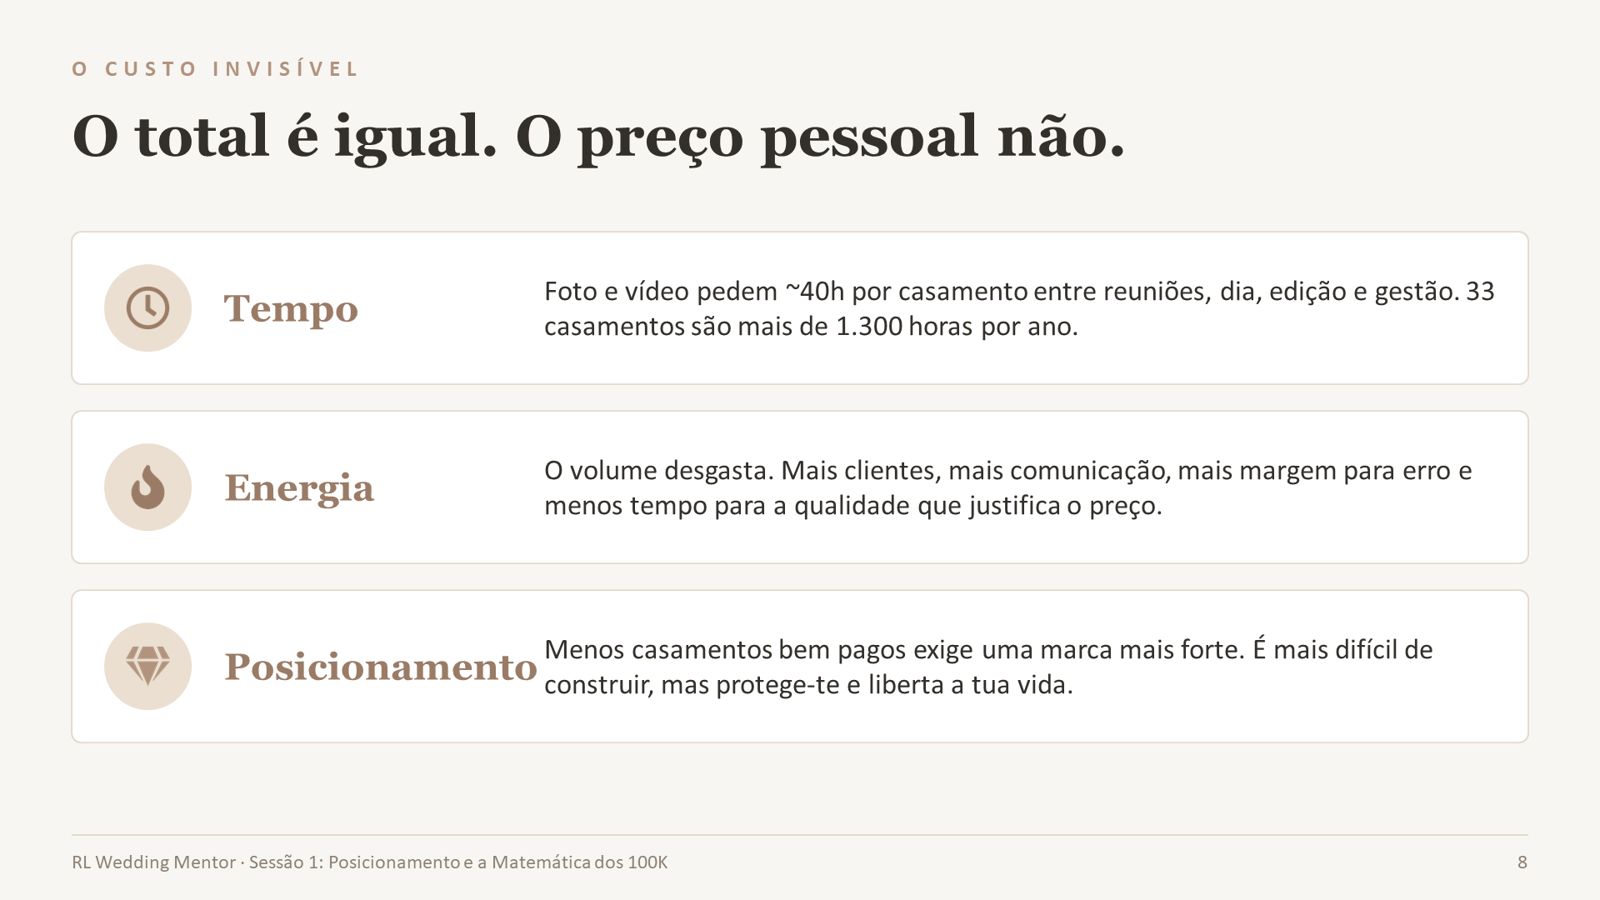 O CUSTO INVISÍVEL
O total é igual. O preço pessoal não.
Tempo
Foto e vídeo pedem ~40h por casamento entre reuniões, dia, edição e gestão. 33
casamentos são mais de 1.300 horas por ano.
Energia
O volume desgasta. Mais clientes, mais comunicação, mais margem para erro e
menos tempo para a qualidade que justifica o preço.
Posicionamento
Menos casamentos bem pagos exige uma marca mais forte. É mais difícil de
construir, mas protege-te e liberta a tua vida.
RL Wedding Mentor · Sessão 1: Posicionamento e a Matemática dos 100K
8